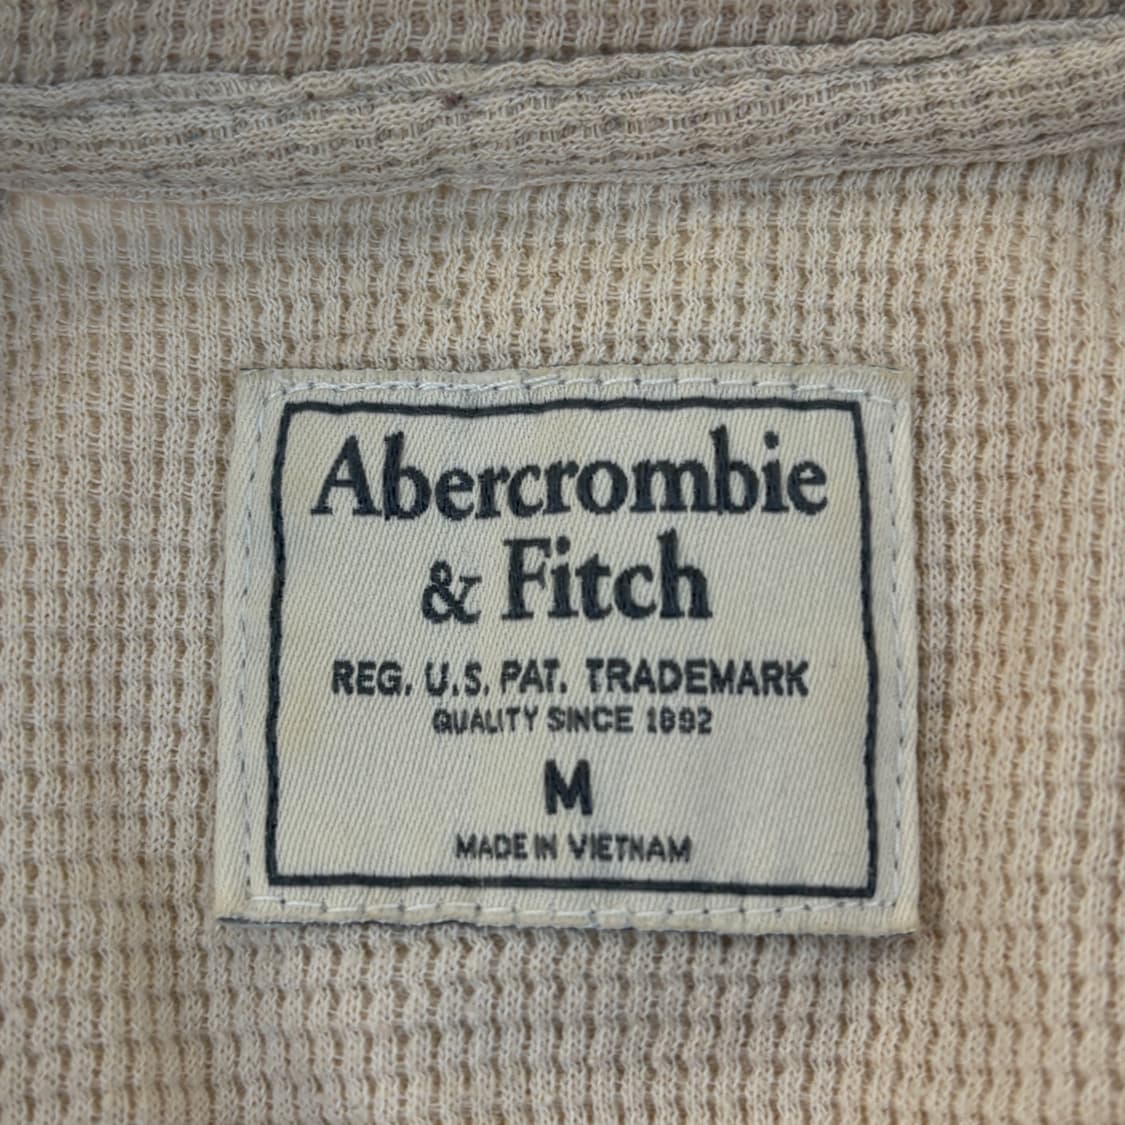 Abercrombie
& Fitch
REG. U.S. PAT. TRADEMARK
QUALITY SINCE 1892
M
MADE IN VIETNAM